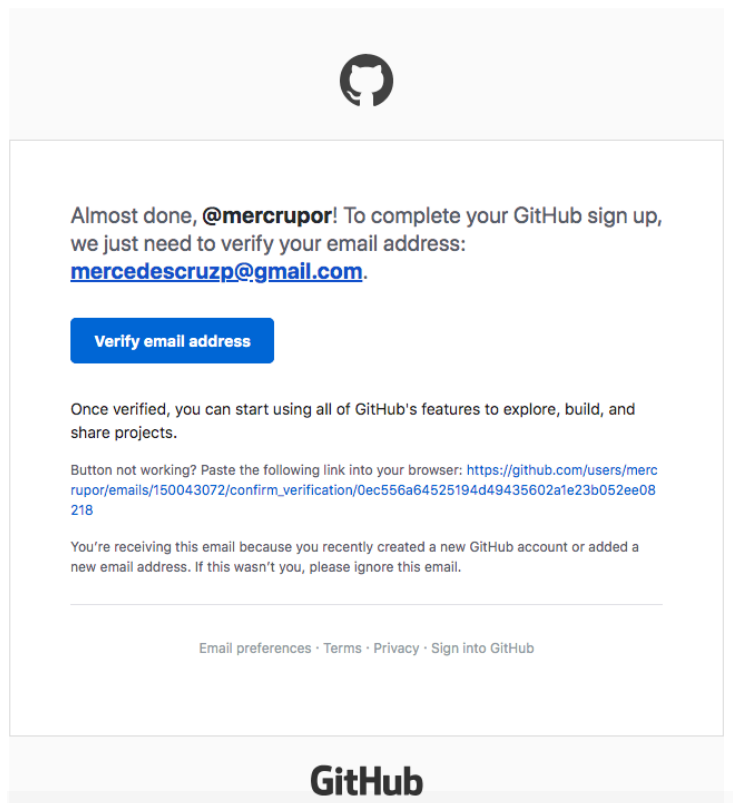 Almost done, @mercrupor! To complete your GitHub sign up,
we just need to verify your email address:
mercedescruzp@gmail.com.
Verify email address
Once verified, you can start using all of GitHub's features to explore, build, and
share projects.
Button not working? Paste the following link into your browser: https://github.com/users/merc
rupor/emails/150043072/confirm_verification/0ec556a64525194d49435602a1e23b052ee08
218
You’re receiving this email because you recently created a new GitHub account or added a
new email address. If this wasn’t you, please ignore this email.
Email preferences · Terms · Privacy · Sign into GitHub
GitHub